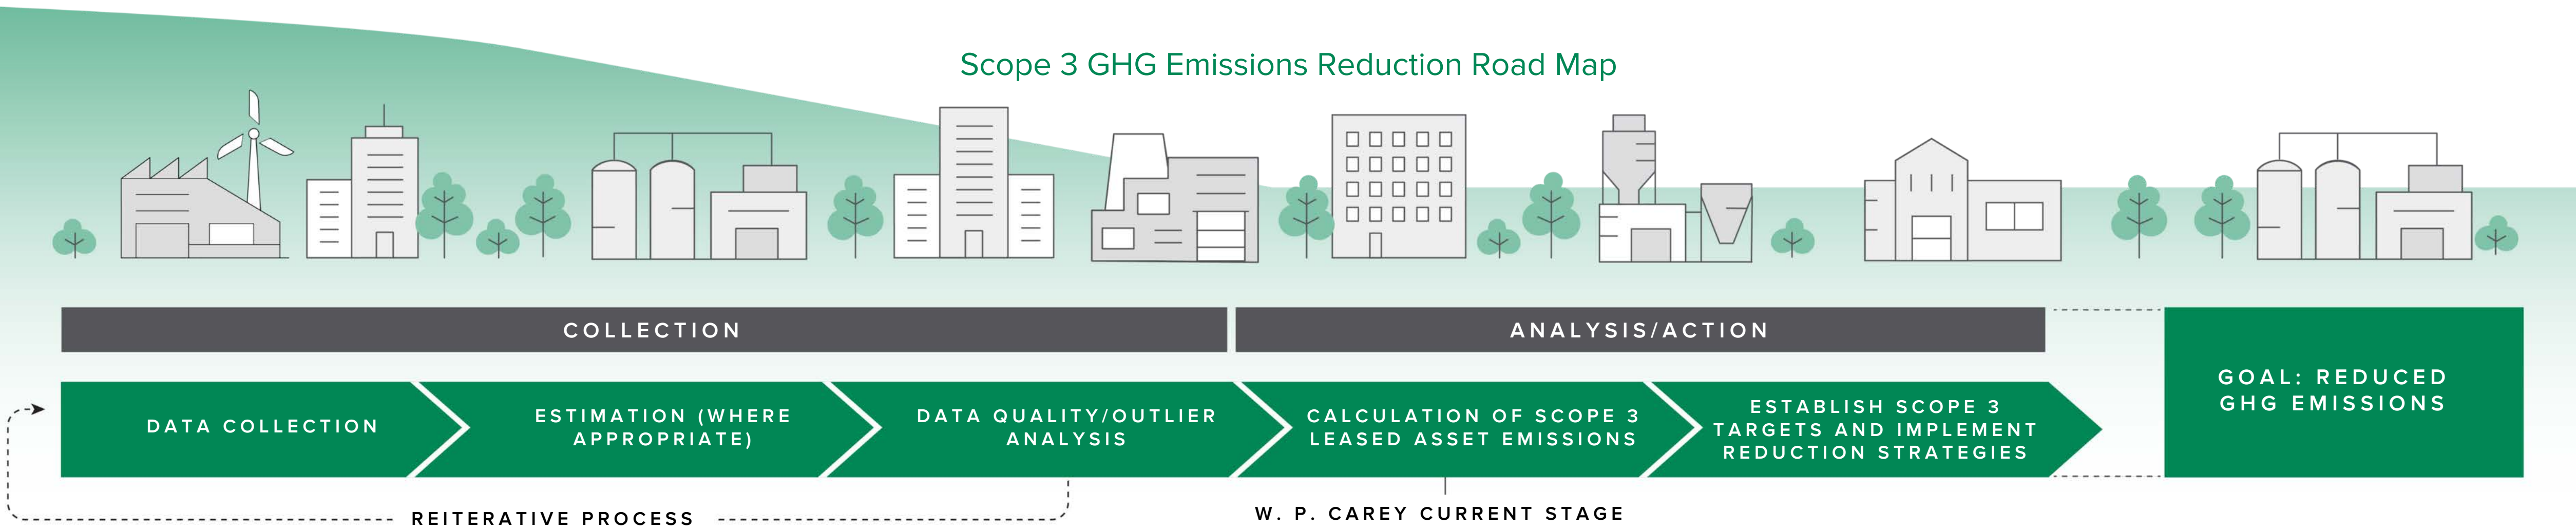 Scope 3 GHG Emissions Reduction Road Map
COLLECTION
ANALYSIS/ACTION
DATA COLLECTION
ESTIMATION (WHERE
APPROPRIATE)
DATA QUALITY/OUTLIER
ANALYSIS
CALCULATION OF SCOPE 3
LEASED ASSET EMISSIONS
ESTABLISH SCOPE 3
TARGETS AND IMPLEMENT
REDUCTION STRATEGIES
GOAL: REDUCED
GHG EMISSIONS
REITERATIVE PROCESS
W. P. CAREY CURRENT STAGE